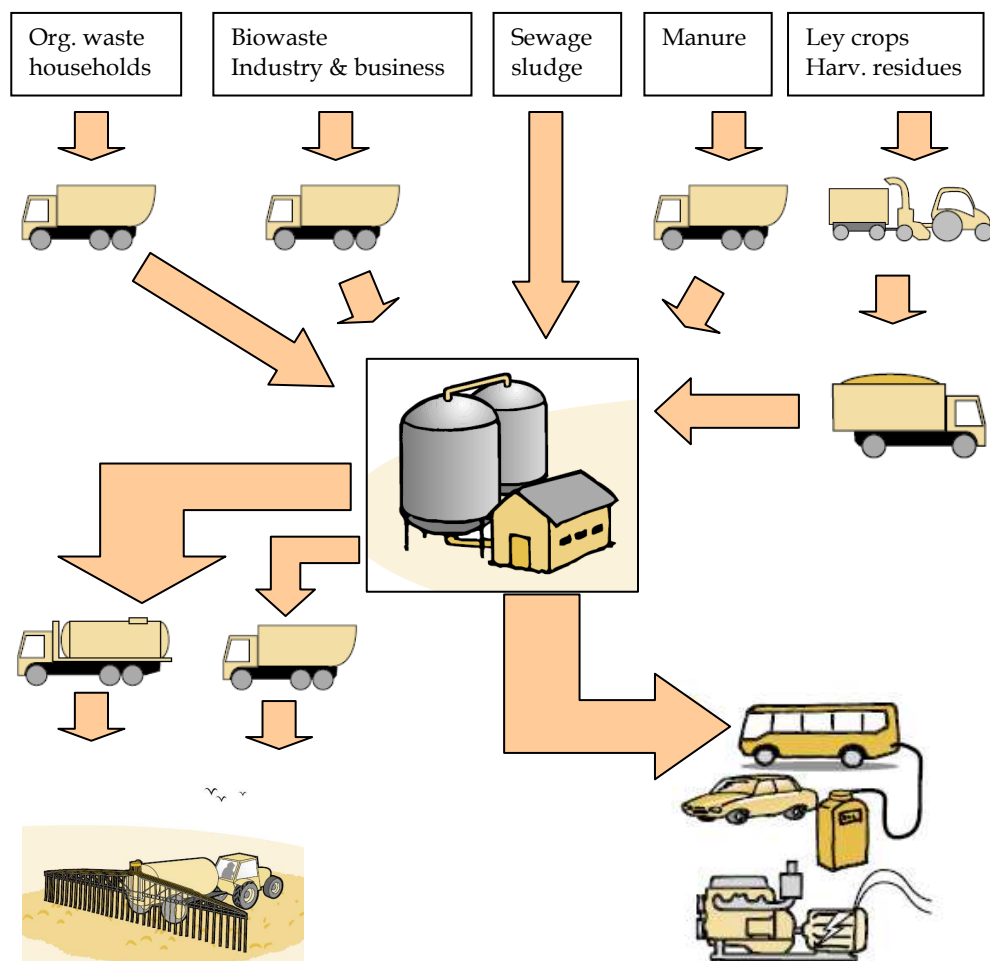 Org. waste
households
Biowaste
Industry & business
Sewage
sludge
Manure
Ley crops
Harv. residues